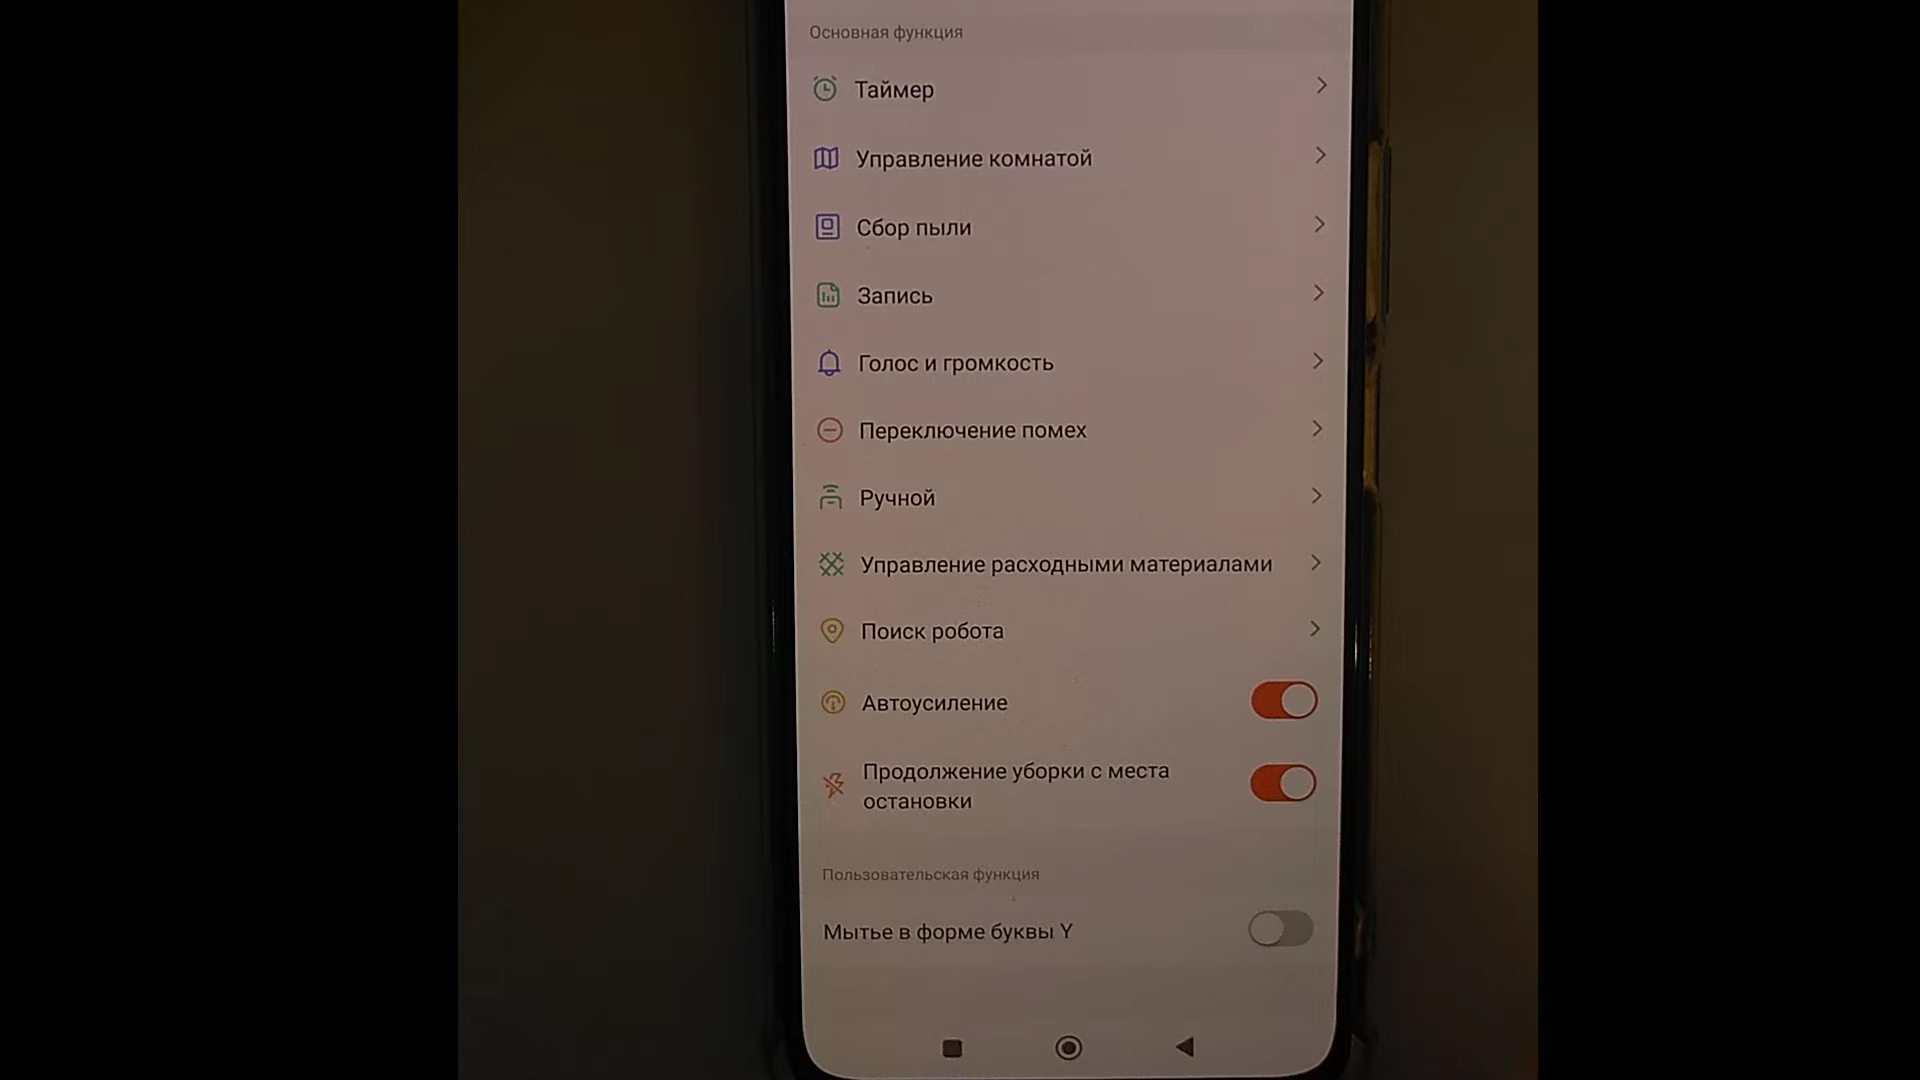 Основная функция
Таймер
Управление комнатой
Сбор пыли
Запись
Голос и громкость
Переключение помех
Ручной
Управление расходными материалами
Поиск робота
Автоусиление
Продолжение уборки с места
остановки
Пользовательская функция
Мытье в форме буквы Y